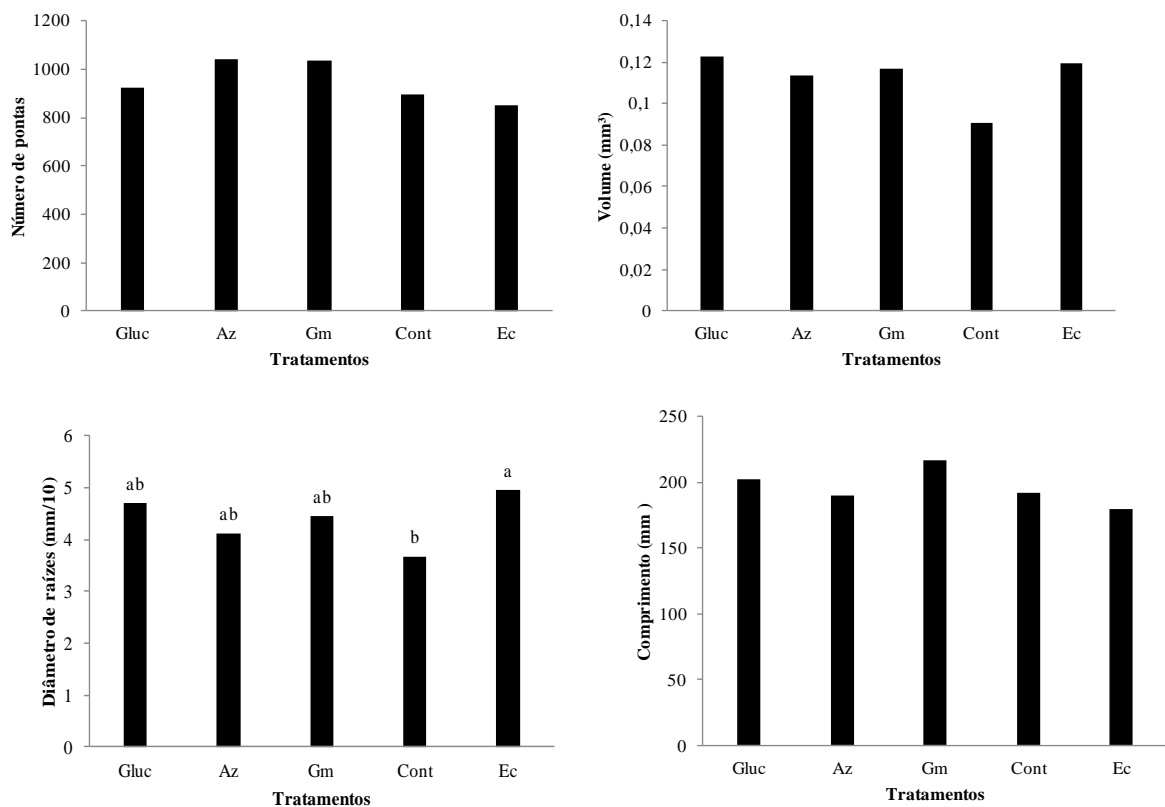 Número de pontas
1200
1000
800
600
400
200
0
Gluc Az Gm Cont Ec
Tratamentos
Volume (mm³)
0,14
0,12
0,1
0,08
0,06
0,04
0,02
0
Gluc Az Gm Cont Ec
Tratamentos
Diâmetro de raízes (mm/10)
6
5
4
3
2
1
0
ab ab ab b a
Gluc Az Gm Cont Ec
Tratamentos
Comprimento (mm )
250
200
150
100
50
0
Gluc Az Gm Cont Ec
Tratamentos